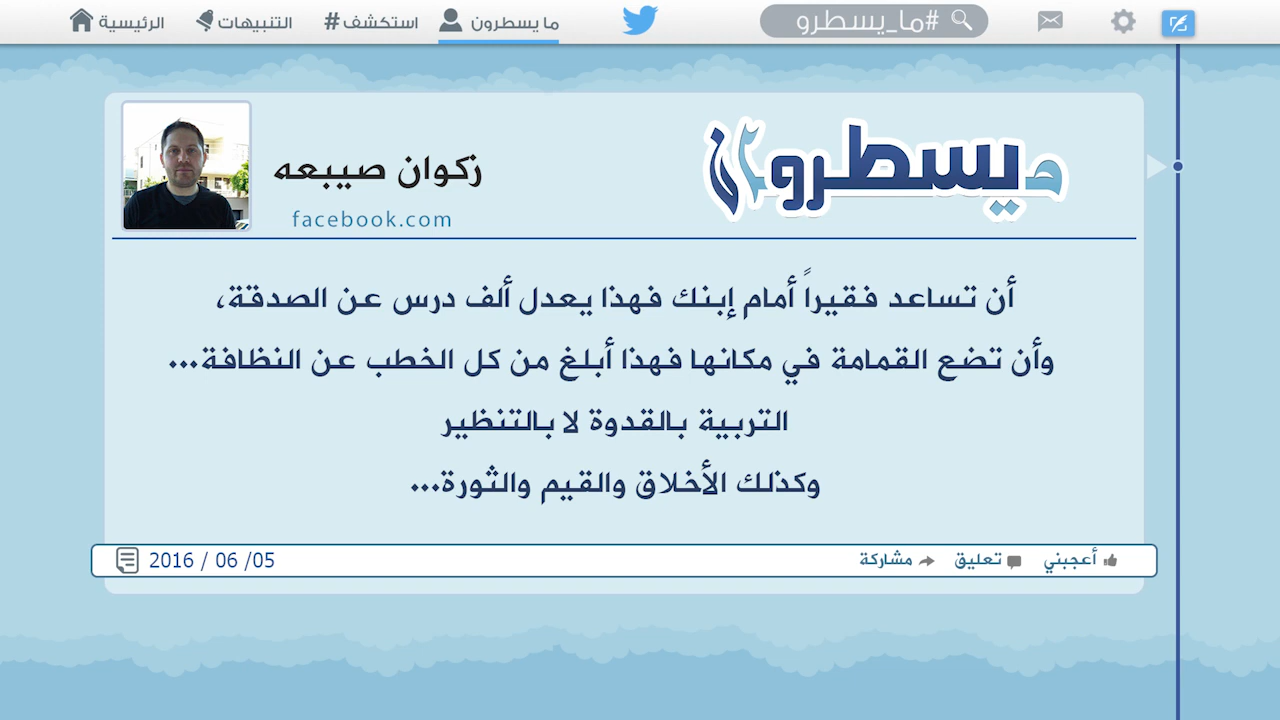 الرئيسية
التنبيهات
استكشف #
ما يسطرون
#ما_يسطرو
ما يسطرون٢
زكوان صيبعه
facebook.com
أن تساعد فقيراً أمام إبنك فهذا يعدل ألف درس عن الصدقة،
وأن تضع القمامة في مكانها فهذا أبلغ من كل الخطب عن النظافة...
التربية بالقدوة لا بالتنظير
وكذلك الأخلاق والقيم والثورة...
أعجبني تعليق مشاركة
2016 / 06 /05